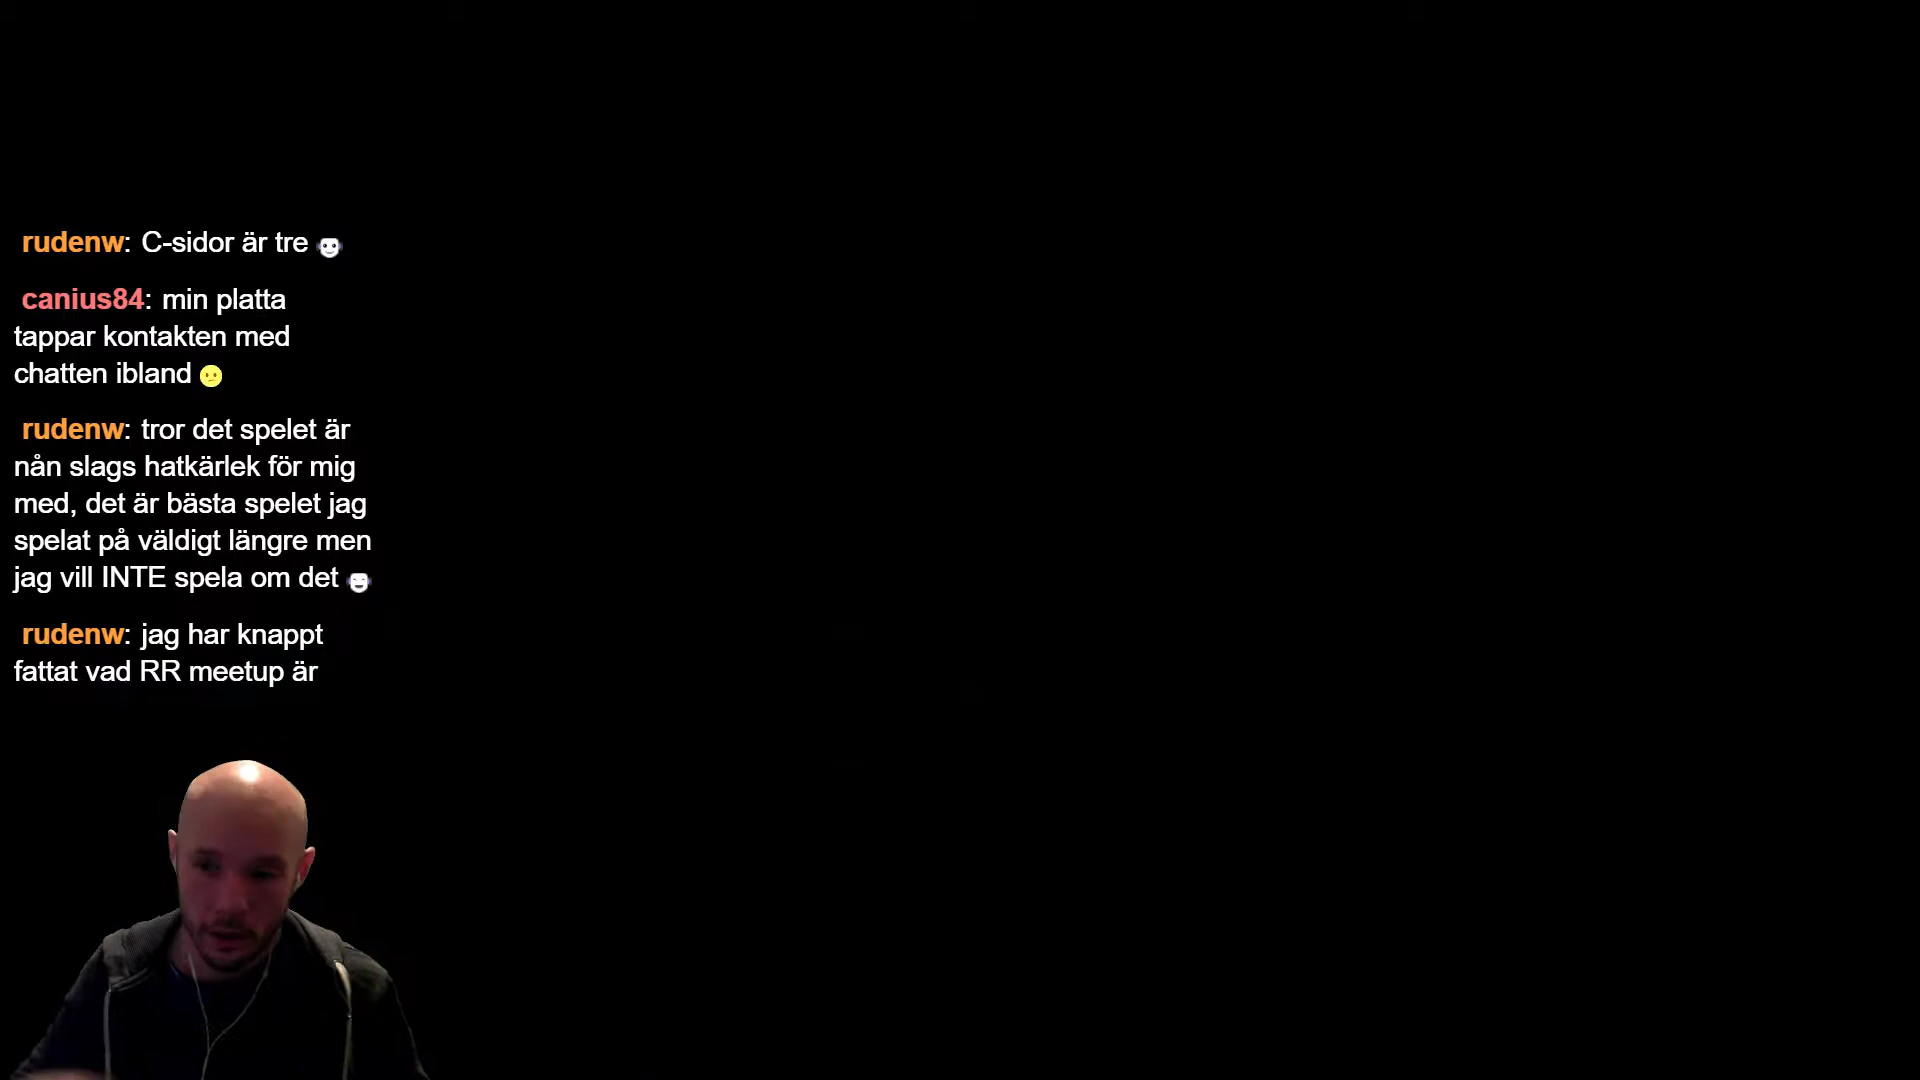 rudenw: C-sidor är tre
canius84: min platta
tappar kontakten med
chatten ibland
rudenw: tror det spelet är
nån slags hatkärlek för mig
med, det är bästa spelet jag
spelat på väldigt längre men
jag vill INTE spela om det
rudenw: jag har knappt
fattat vad RR meetup är